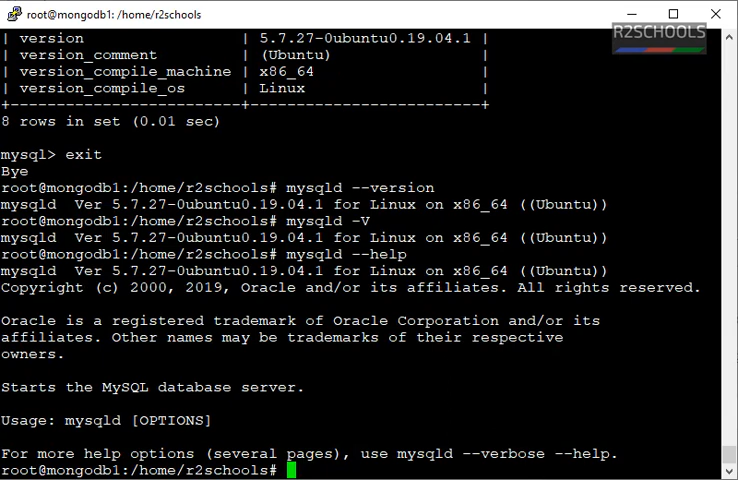 root@mongodb1: /home/r2schools
R2SCHOOLS
| version                 | 5.7.27-0ubuntu0.19.04.1 |
| version_comment         | (Ubuntu)                |
| version_compile_machine | x86_64                  |
| version_compile_os      | Linux                   |
+-------------------------+-------------------------+
8 rows in set (0.01 sec)
mysql> exit
Bye
root@mongodb1:/home/r2schools# mysqld --version
mysqld  Ver 5.7.27-0ubuntu0.19.04.1 for Linux on x86_64 ((Ubuntu))
root@mongodb1:/home/r2schools# mysqld -V
mysqld  Ver 5.7.27-0ubuntu0.19.04.1 for Linux on x86_64 ((Ubuntu))
root@mongodb1:/home/r2schools# mysqld --help
mysqld  Ver 5.7.27-0ubuntu0.19.04.1 for Linux on x86_64 ((Ubuntu))
Copyright (c) 2000, 2019, Oracle and/or its affiliates. All rights reserved.
Oracle is a registered trademark of Oracle Corporation and/or its
affiliates. Other names may be trademarks of their respective
owners.
Starts the MySQL database server.
Usage: mysqld [OPTIONS]
For more help options (several pages), use mysqld --verbose --help.
root@mongodb1:/home/r2schools#